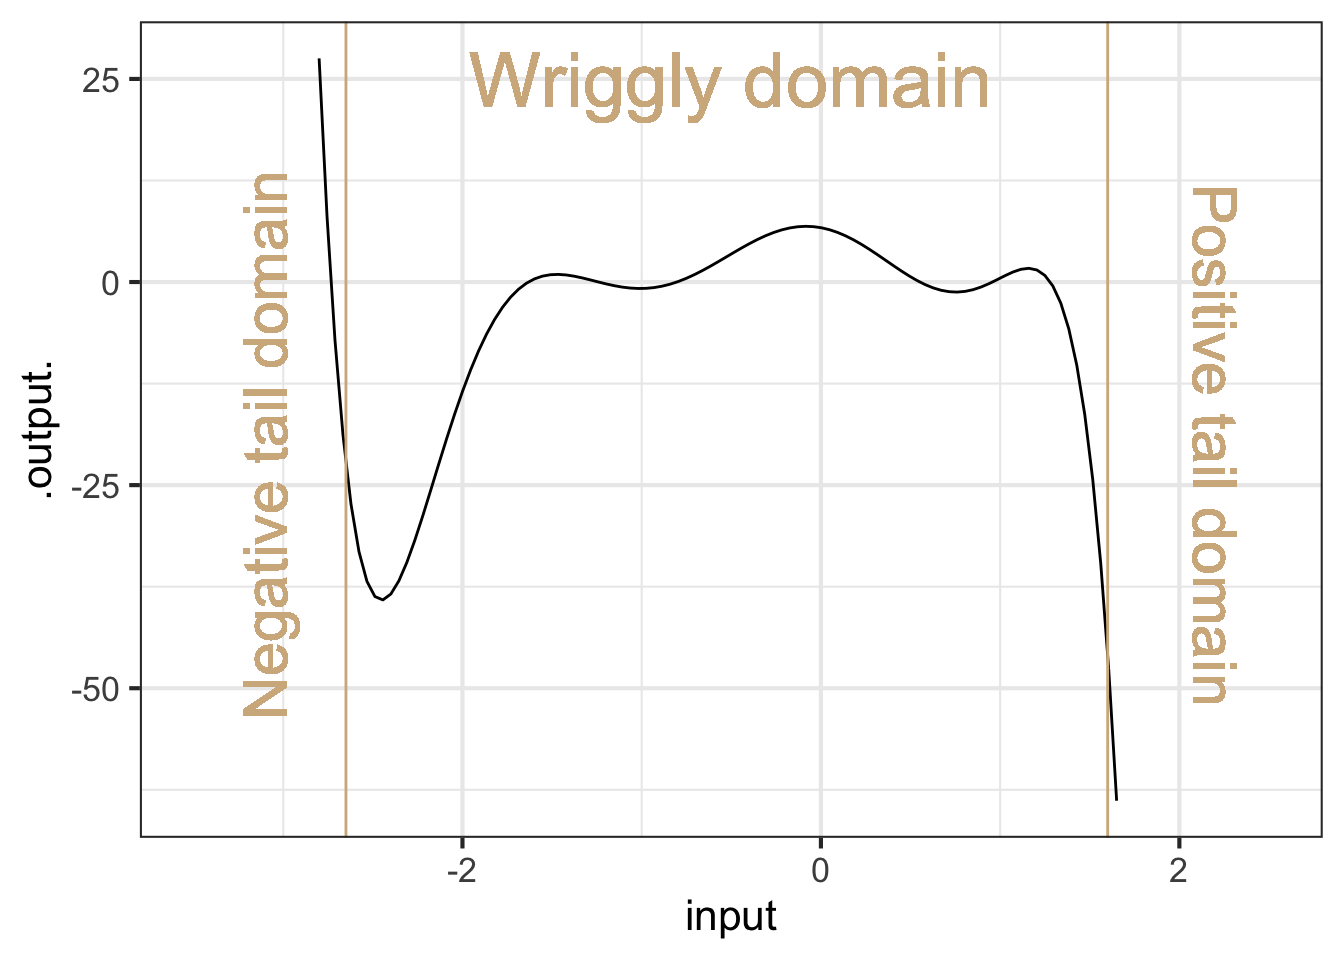 Wriggly domain
Negative tail domain
Positive tail domain
.output.
25
0
-25
-50
-2
0
2
input